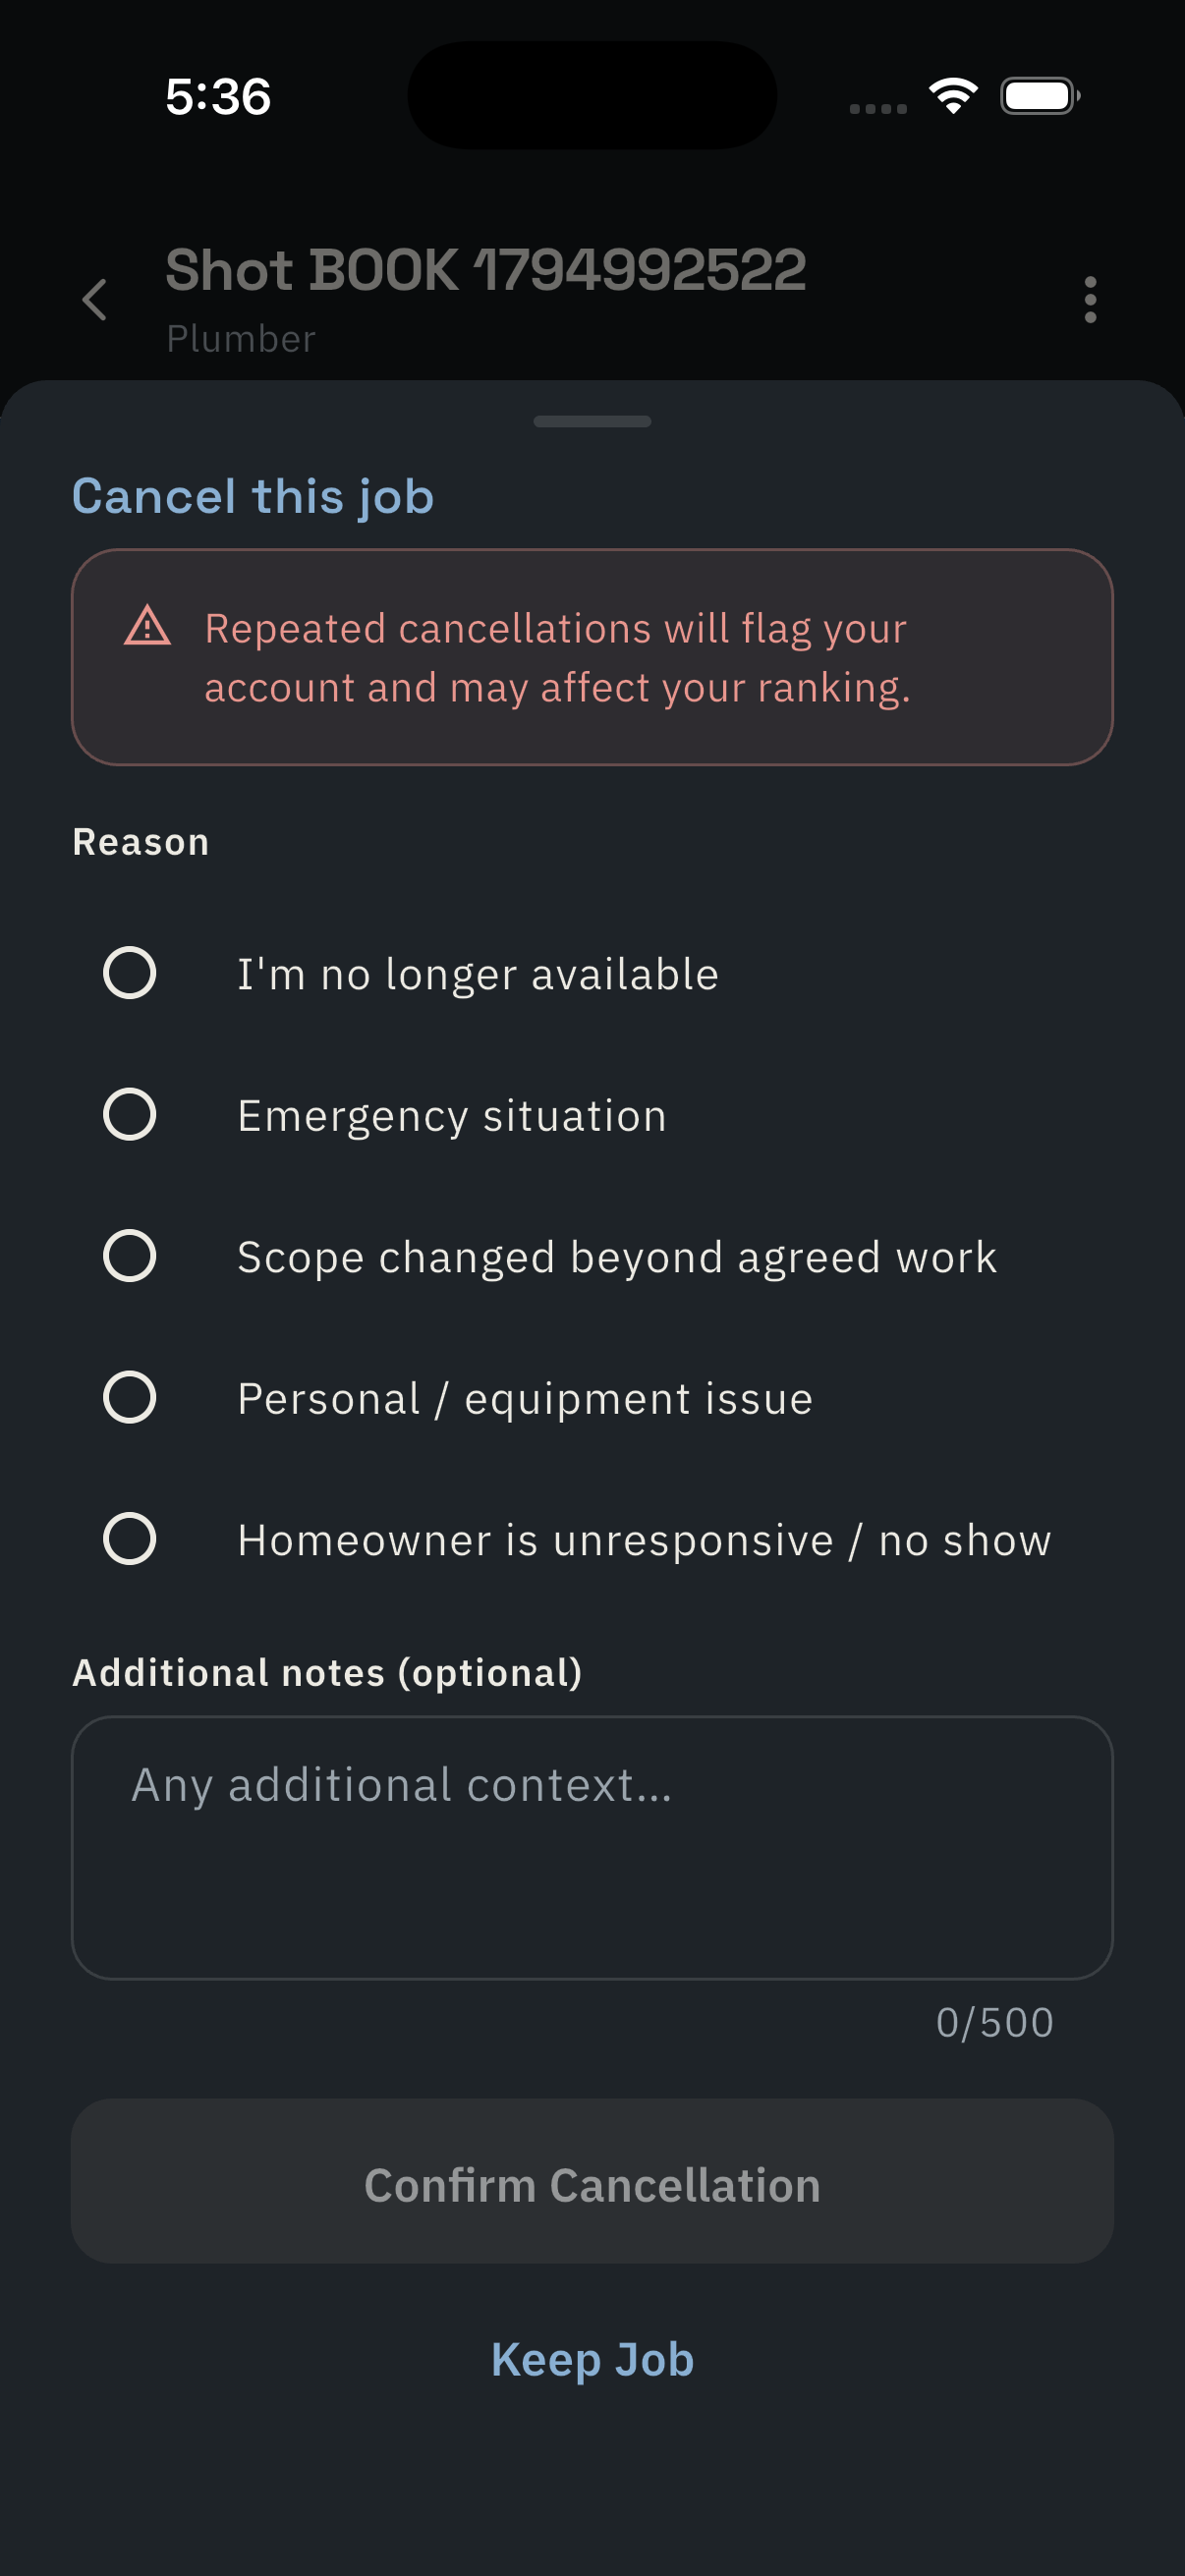 5:36
Shot BOOK 1794992522
Plumber
Cancel this job
Repeated cancellations will flag your
account and may affect your ranking.
Reason
I'm no longer available
Emergency situation
Scope changed beyond agreed work
Personal / equipment issue
Homeowner is unresponsive / no show
Additional notes (optional)
Any additional context...
0/500
Confirm Cancellation
Keep Job